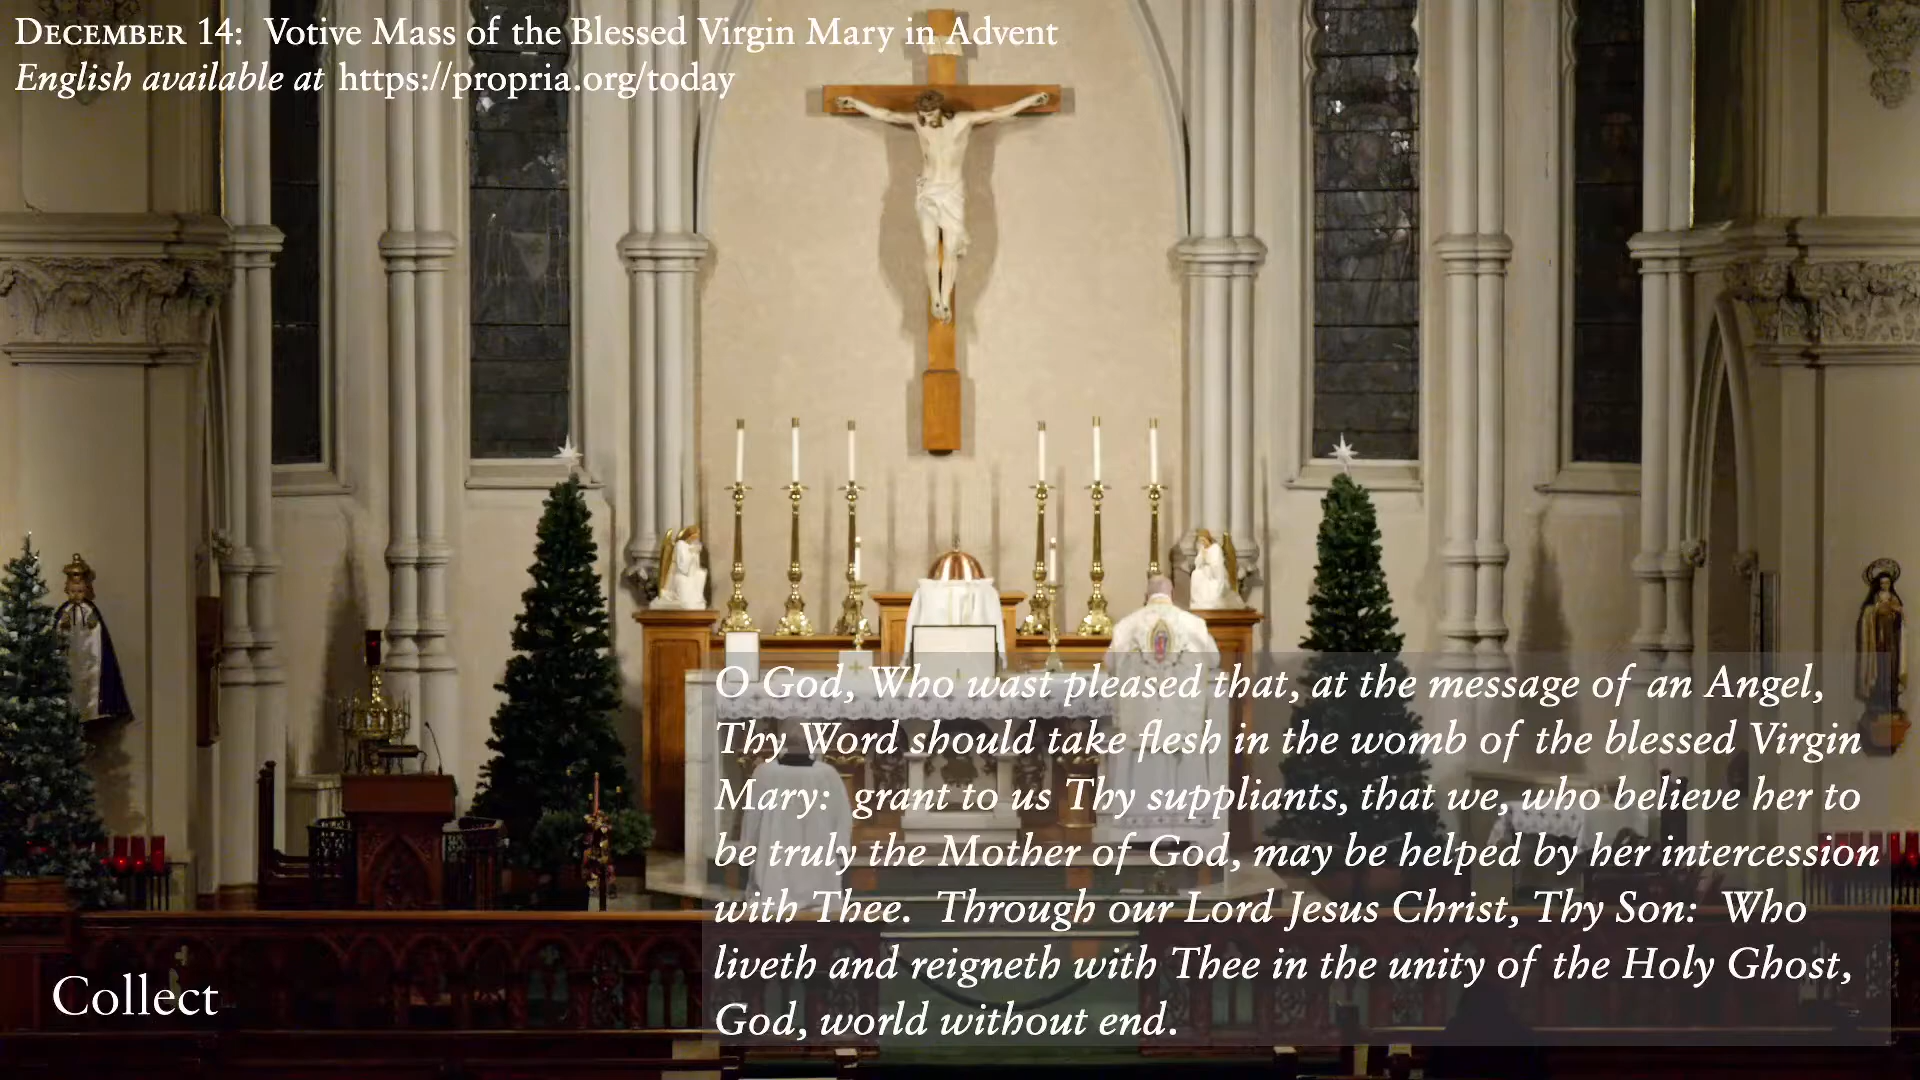 DECEMBER 14: Votive Mass of the Blessed Virgin Mary in Advent
English available at https://propria.org/today
O God, Who wast pleased that, at the message of an Angel,
Thy Word should take flesh in the womb of the blessed Virgin
Mary: grant to us Thy suppliants, that we, who believe her to
be truly the Mother of God, may be helped by her intercession
with Thee. Through our Lord Jesus Christ, Thy Son: Who
liveth and reigneth with Thee in the unity of the Holy Ghost,
God, world without end.
Collect